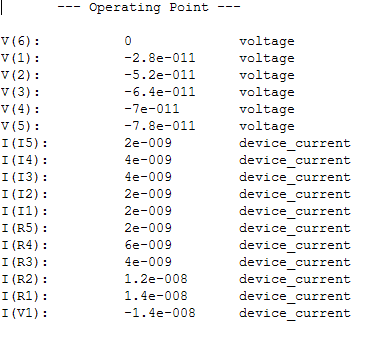 --- Operating Point ---
V(6): 0 voltage
V(1): -2.8e-011 voltage
V(2): -5.2e-011 voltage
V(3): -6.4e-011 voltage
V(4): -7e-011 voltage
V(5): -7.8e-011 voltage
I(I5): 2e-009 device_current
I(I4): 4e-009 device_current
I(I3): 4e-009 device_current
I(I2): 2e-009 device_current
I(I1): 2e-009 device_current
I(R5): 2e-009 device_current
I(R4): 6e-009 device_current
I(R3): 4e-009 device_current
I(R2): 1.2e-008 device_current
I(R1): 1.4e-008 device_current
I(V1): -1.4e-008 device_current